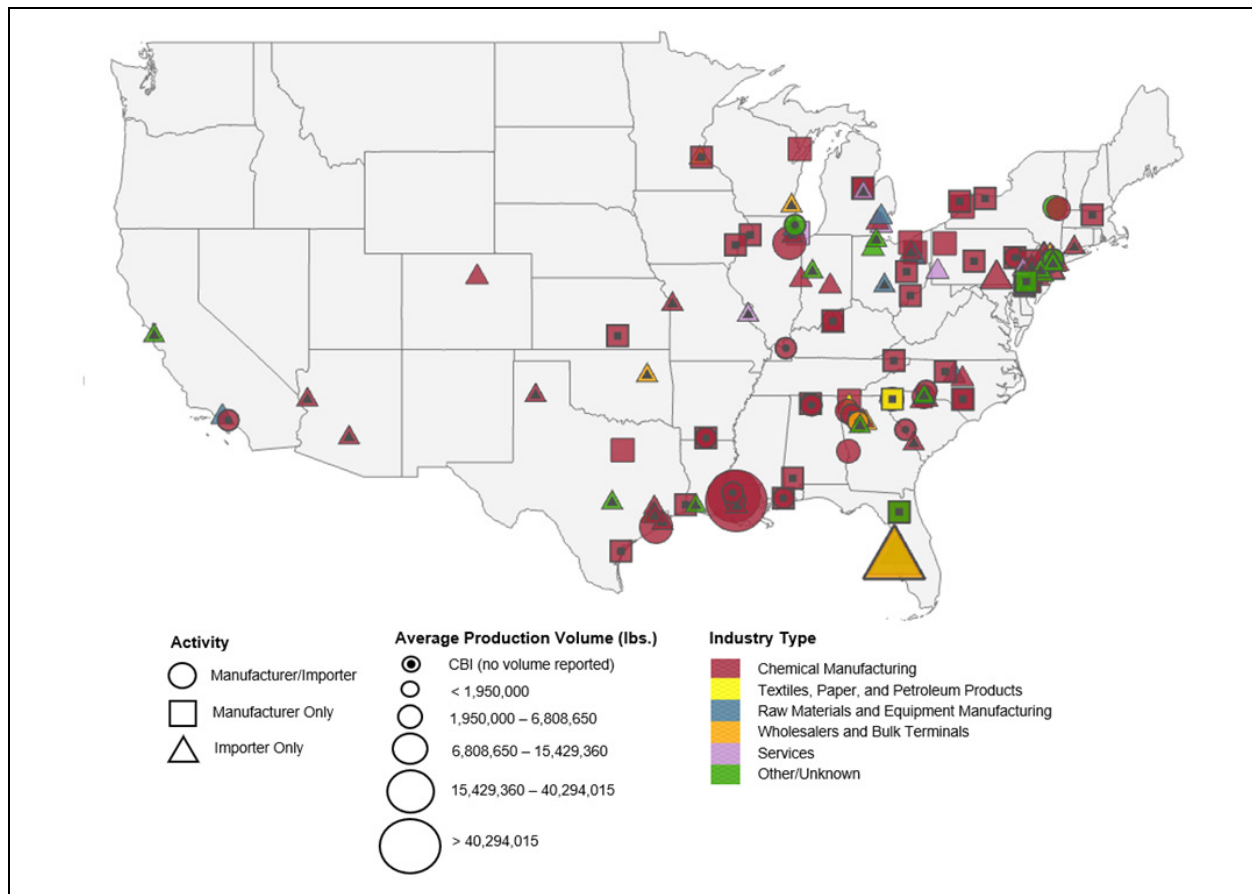 Activity
Manufacturer/Importer
Manufacturer Only
Importer Only
Average Production Volume (lbs.)
CBI (no volume reported)
< 1,950,000
1,950,000 – 6,808,650
6,808,650 – 15,429,360
15,429,360 – 40,294,015
> 40,294,015
Industry Type
Chemical Manufacturing
Textiles, Paper, and Petroleum Products
Raw Materials and Equipment Manufacturing
Wholesalers and Bulk Terminals
Services
Other/Unknown